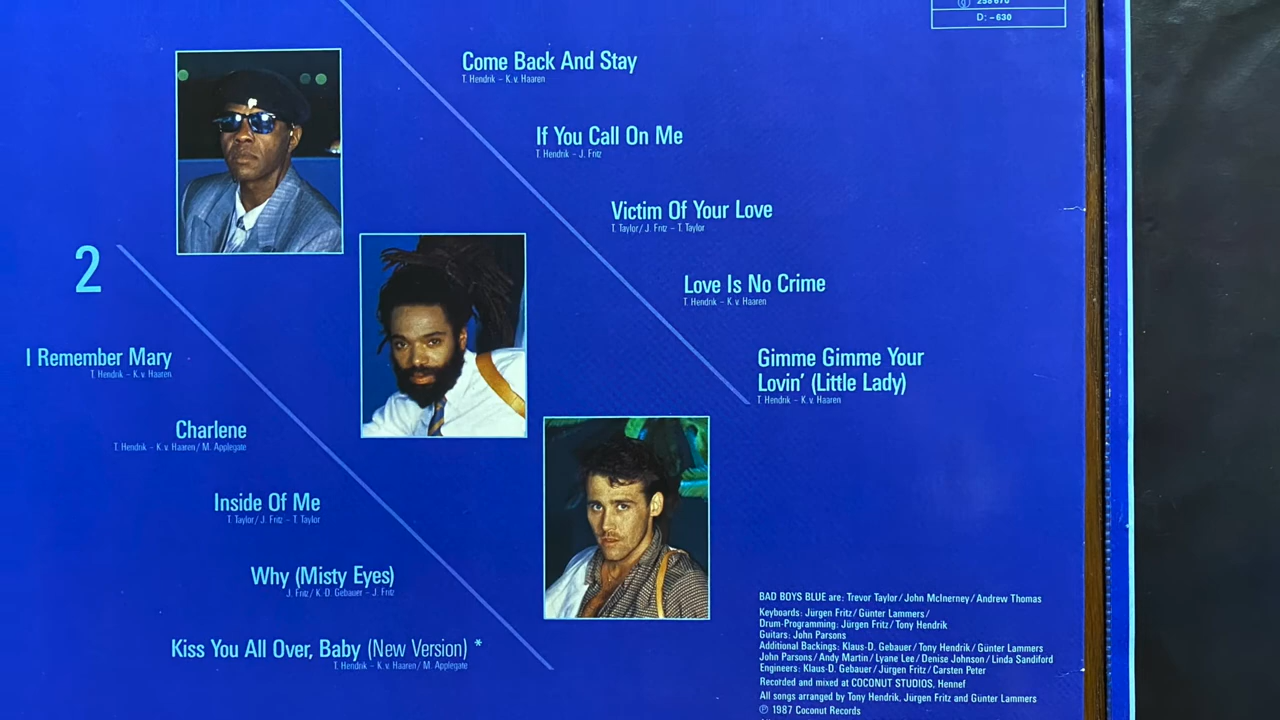 258 670
D: – 630
Come Back And Stay
T. Hendrik – K. v. Haaren
If You Call On Me
T. Hendrik – J. Fritz
Victim Of Your Love
T. Taylor/ J. Fritz – T. Taylor
Love Is No Crime
T. Hendrik – K. v. Haaren
Gimme Gimme Your
Lovin’ (Little Lady)
T. Hendrik – K. v. Haaren
2
I Remember Mary
T. Hendrik – K. v. Haaren
Charlene
T. Hendrik – K. v. Haaren/ M. Applegate
Inside Of Me
T. Taylor/ J. Fritz – T. Taylor
Why (Misty Eyes)
J. Fritz/ K.-D. Gebauer – J. Fritz
Kiss You All Over, Baby (New Version) *
T. Hendrik – K. v. Haaren/ M. Applegate
BAD BOYS BLUE are: Trevor Taylor/John McInerney/Andrew Thomas
Keyboards: Jürgen Fritz/Günter Lammers/
Drum-Programming: Jürgen Fritz/Tony Hendrik
Guitars: John Parsons
Additional Backings: Klaus-D. Gebauer/Tony Hendrik/Günter Lammers
John Parsons/Andy Martin/Lyane Lee/Denise Johnson/Linda Sandiford
Engineers: Klaus-D. Gebauer/Jürgen Fritz/Carsten Peter
Recorded and mixed at COCONUT STUDIOS, Hennef
All songs arranged by Tony Hendrik, Jürgen Fritz and Günter Lammers
℗ 1987 Coconut Records